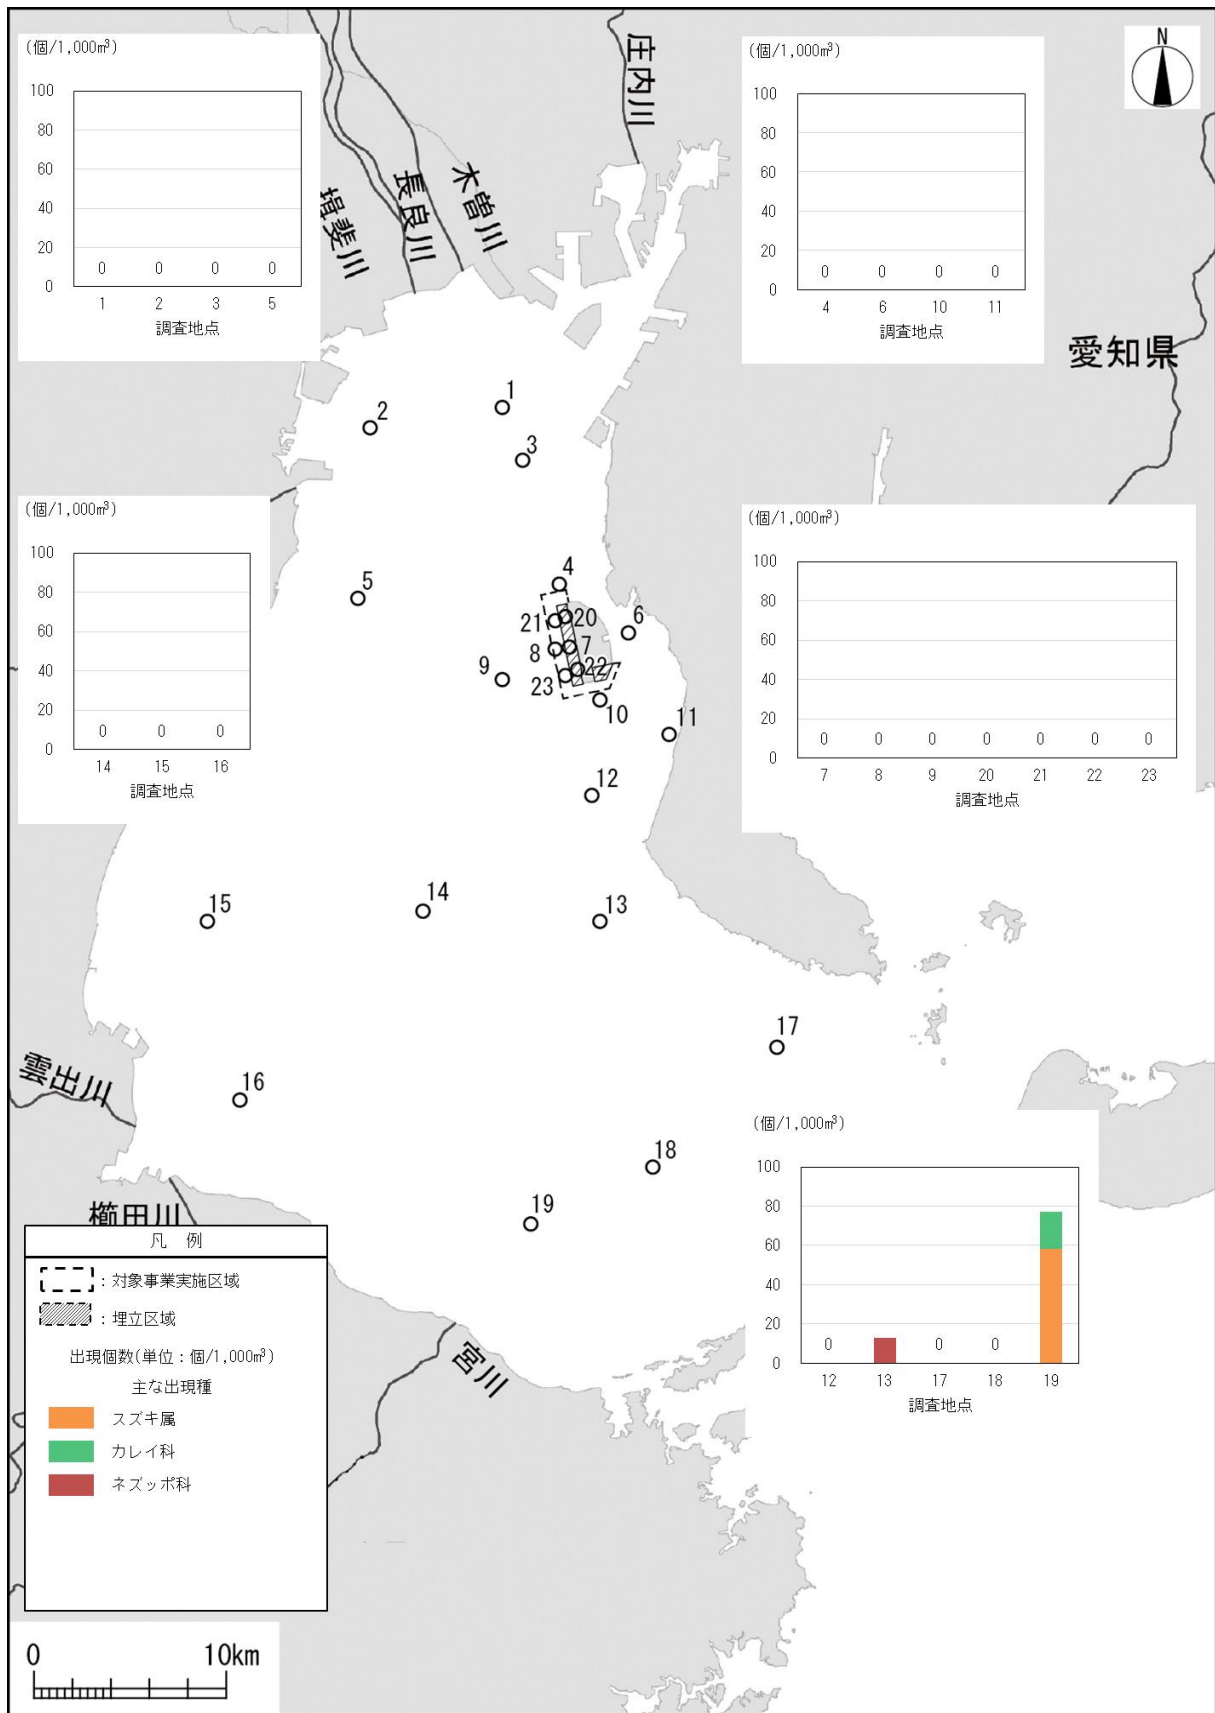 (個/1,000m³)
100
80
60
40
20
0
0 0 0 0
1 2 3 5
調査地点
(個/1,000m³)
100
80
60
40
20
0
0 0 0 0
4 6 10 11
調査地点
N
庄内川
木曽川
長良川
揖斐川
愛知県
1
2
3
(個/1,000m³)
100
80
60
40
20
0
0 0 0
14 15 16
調査地点
(個/1,000m³)
100
80
60
40
20
0
0 0 0 0 0 0 0
7 8 9 20 21 22 23
調査地点
4
5
20
21
6
7
8
22
9
23
10
11
12
13
14
15
16
17
18
19
雲出川
櫛田川
宮川
(個/1,000m³)
100
80
60
40
20
0
0 0 0
12 13 17 18 19
調査地点
凡 例
：対象事業実施区域
：埋立区域
出現個数(単位：個/1,000m³)
主な出現種
スズキ属
カレイ科
ネズッポ科
0 10km